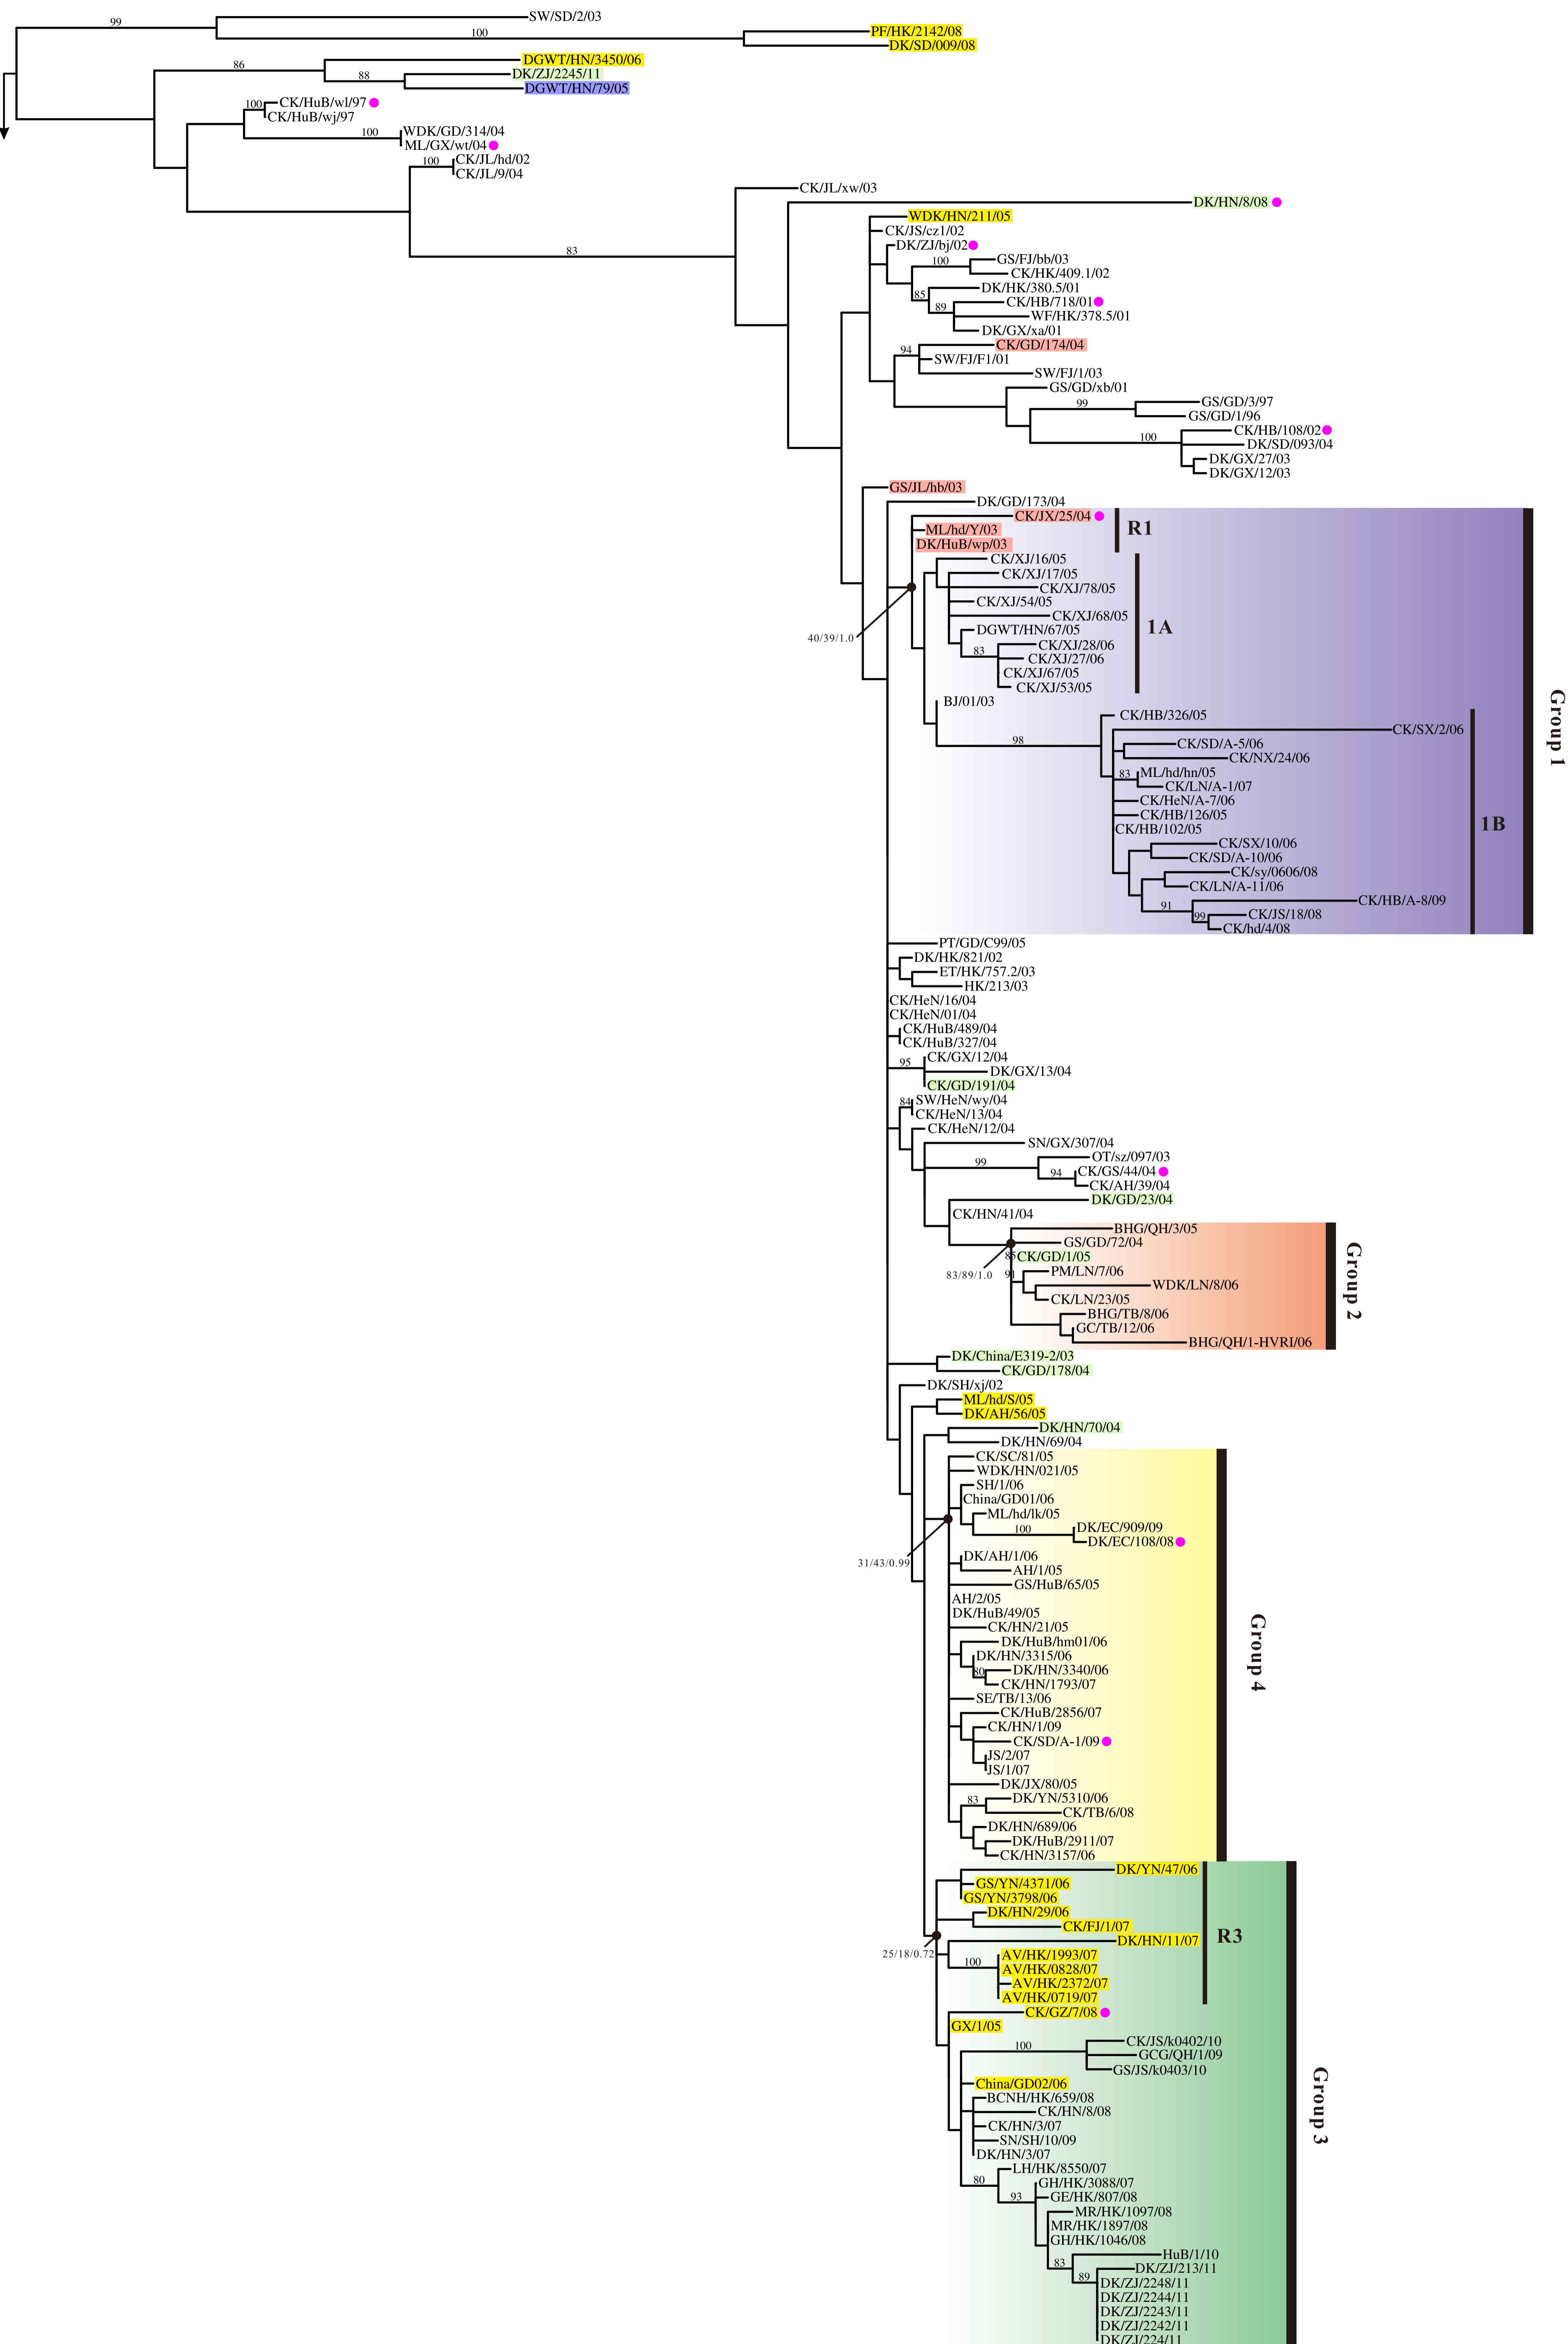 99
SW/SD/2/03
100
PF/HK/2142/08
DK/SD/009/08
86
DGWT/HN/3450/06
88
DK/ZJ/2245/11
DGWT/HN/79/05
100
CK/HuB/wl/97
CK/HuB/wj/97
100
WDK/GD/314/04
ML/GX/wt/04
100
CK/JL/hd/02
CK/JL/9/04
83
CK/JL/xw/03
DK/HN/8/08
WDK/HN/211/05
CK/JS/cz1/02
DK/ZJ/bj/02
100
GS/FJ/bb/03
CK/HK/409.1/02
85
DK/HK/380.5/01
89
CK/HB/718/01
WF/HK/378.5/01
DK/GX/xa/01
94
CK/GD/174/04
SW/FJ/F1/01
SW/FJ/1/03
GS/GD/xb/01
99
GS/GD/3/97
GS/GD/1/96
100
CK/HB/108/02
DK/SD/093/04
DK/GX/27/03
DK/GX/12/03
GS/JL/hb/03
DK/GD/173/04
CK/JX/25/04
R1
ML/hd/Y/03
DK/HuB/wp/03
CK/XJ/16/05
CK/XJ/17/05
CK/XJ/78/05
CK/XJ/54/05
CK/XJ/68/05
1A
DGWT/HN/67/05
40/39/1.0
83
CK/XJ/28/06
CK/XJ/27/06
CK/XJ/67/05
CK/XJ/53/05
BJ/01/03
Group 1
98
CK/HB/326/05
CK/SX/2/06
CK/SD/A-5/06
CK/NX/24/06
83
ML/hd/hn/05
CK/LN/A-1/07
CK/HeN/A-7/06
CK/HB/126/05
1B
CK/HB/102/05
CK/SX/10/06
CK/SD/A-10/06
CK/sy/0606/08
CK/LN/A-11/06
91
CK/HB/A-8/09
99
CK/JS/18/08
CK/hd/4/08
PT/GD/C99/05
DK/HK/821/02
ET/HK/757.2/03
HK/213/03
CK/HeN/16/04
CK/HeN/01/04
CK/HuB/489/04
CK/HuB/327/04
95
CK/GX/12/04
DK/GX/13/04
CK/GD/191/04
84
SW/HeN/wy/04
CK/HeN/13/04
CK/HeN/12/04
SN/GX/307/04
99
OT/sz/097/03
94
CK/GS/44/04
CK/AH/39/04
DK/GD/23/04
CK/HN/41/04
BHG/QH/3/05
GS/GD/72/04
CK/GD/1/05
83/89/1.0
91
PM/LN/7/06
WDK/LN/8/06
CK/LN/23/05
BHG/TB/8/06
GC/TB/12/06
BHG/QH/1-HVRI/06
Group 2
DK/China/E319-2/03
CK/GD/178/04
DK/SH/xj/02
ML/hd/S/05
DK/AH/56/05
DK/HN/70/04
DK/HN/69/04
CK/SC/81/05
WDK/HN/021/05
SH/1/06
China/GD01/06
ML/hd/lk/05
100
DK/EC/909/09
DK/EC/108/08
31/43/0.99
DK/AH/1/06
AH/1/05
GS/HuB/65/05
AH/2/05
DK/HuB/49/05
CK/HN/21/05
DK/HuB/hm01/06
DK/HN/3315/06
80
DK/HN/3340/06
CK/HN/1793/07
Group 4
SE/TB/13/06
CK/HuB/2856/07
CK/HN/1/09
CK/SD/A-1/09
JS/2/07
JS/1/07
DK/JX/80/05
83
DK/YN/5310/06
CK/TB/6/08
DK/HN/689/06
DK/HuB/2911/07
CK/HN/3157/06
DK/YN/47/06
GS/YN/4371/06
GS/YN/3798/06
DK/HN/29/06
CK/FJ/1/07
R3
DK/HN/11/07
25/18/0.72
100
AV/HK/1993/07
AV/HK/0828/07
AV/HK/2372/07
AV/HK/0719/07
CK/GZ/7/08
GX/1/05
100
CK/JS/k0402/10
GCG/QH/1/09
GS/JS/k0403/10
China/GD02/06
Group 3
BCNH/HK/659/08
CK/HN/8/08
CK/HN/3/07
SN/SH/10/09
DK/HN/3/07
80
LH/HK/8550/07
GH/HK/3088/07
93
GE/HK/807/08
MR/HK/1097/08
MR/HK/1897/08
GH/HK/1046/08
83
HuB/1/10
89
DK/ZJ/213/11
DK/ZJ/2248/11
DK/ZJ/2244/11
DK/ZJ/2243/11
DK/ZJ/2242/11
DK/ZJ/224/11